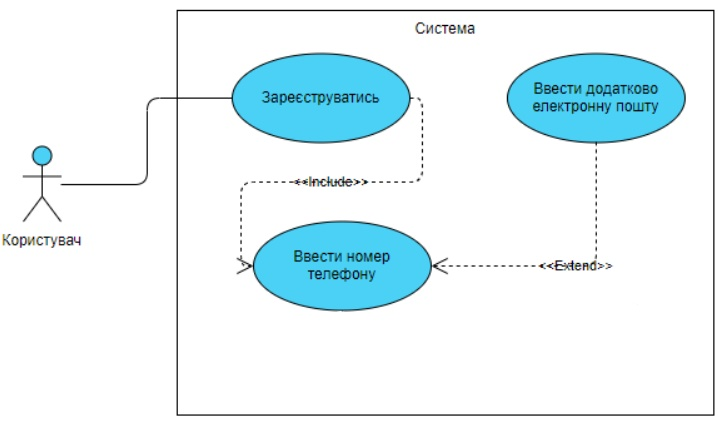 Система
Зареєструватись
Ввести додатково
електронну пошту
<<Include>>
Користувач
Ввести номер
телефону
<<Extend>>